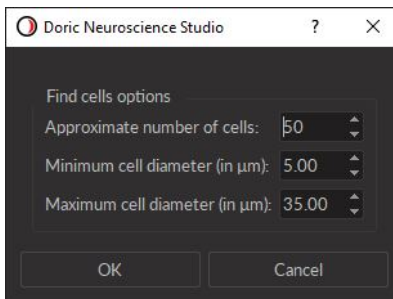 Doric Neuroscience Studio ?
Find cells options
Approximate number of cells: 50
Minimum cell diameter (in µm): 5.00
Maximum cell diameter (in µm): 35.00
OK Cancel